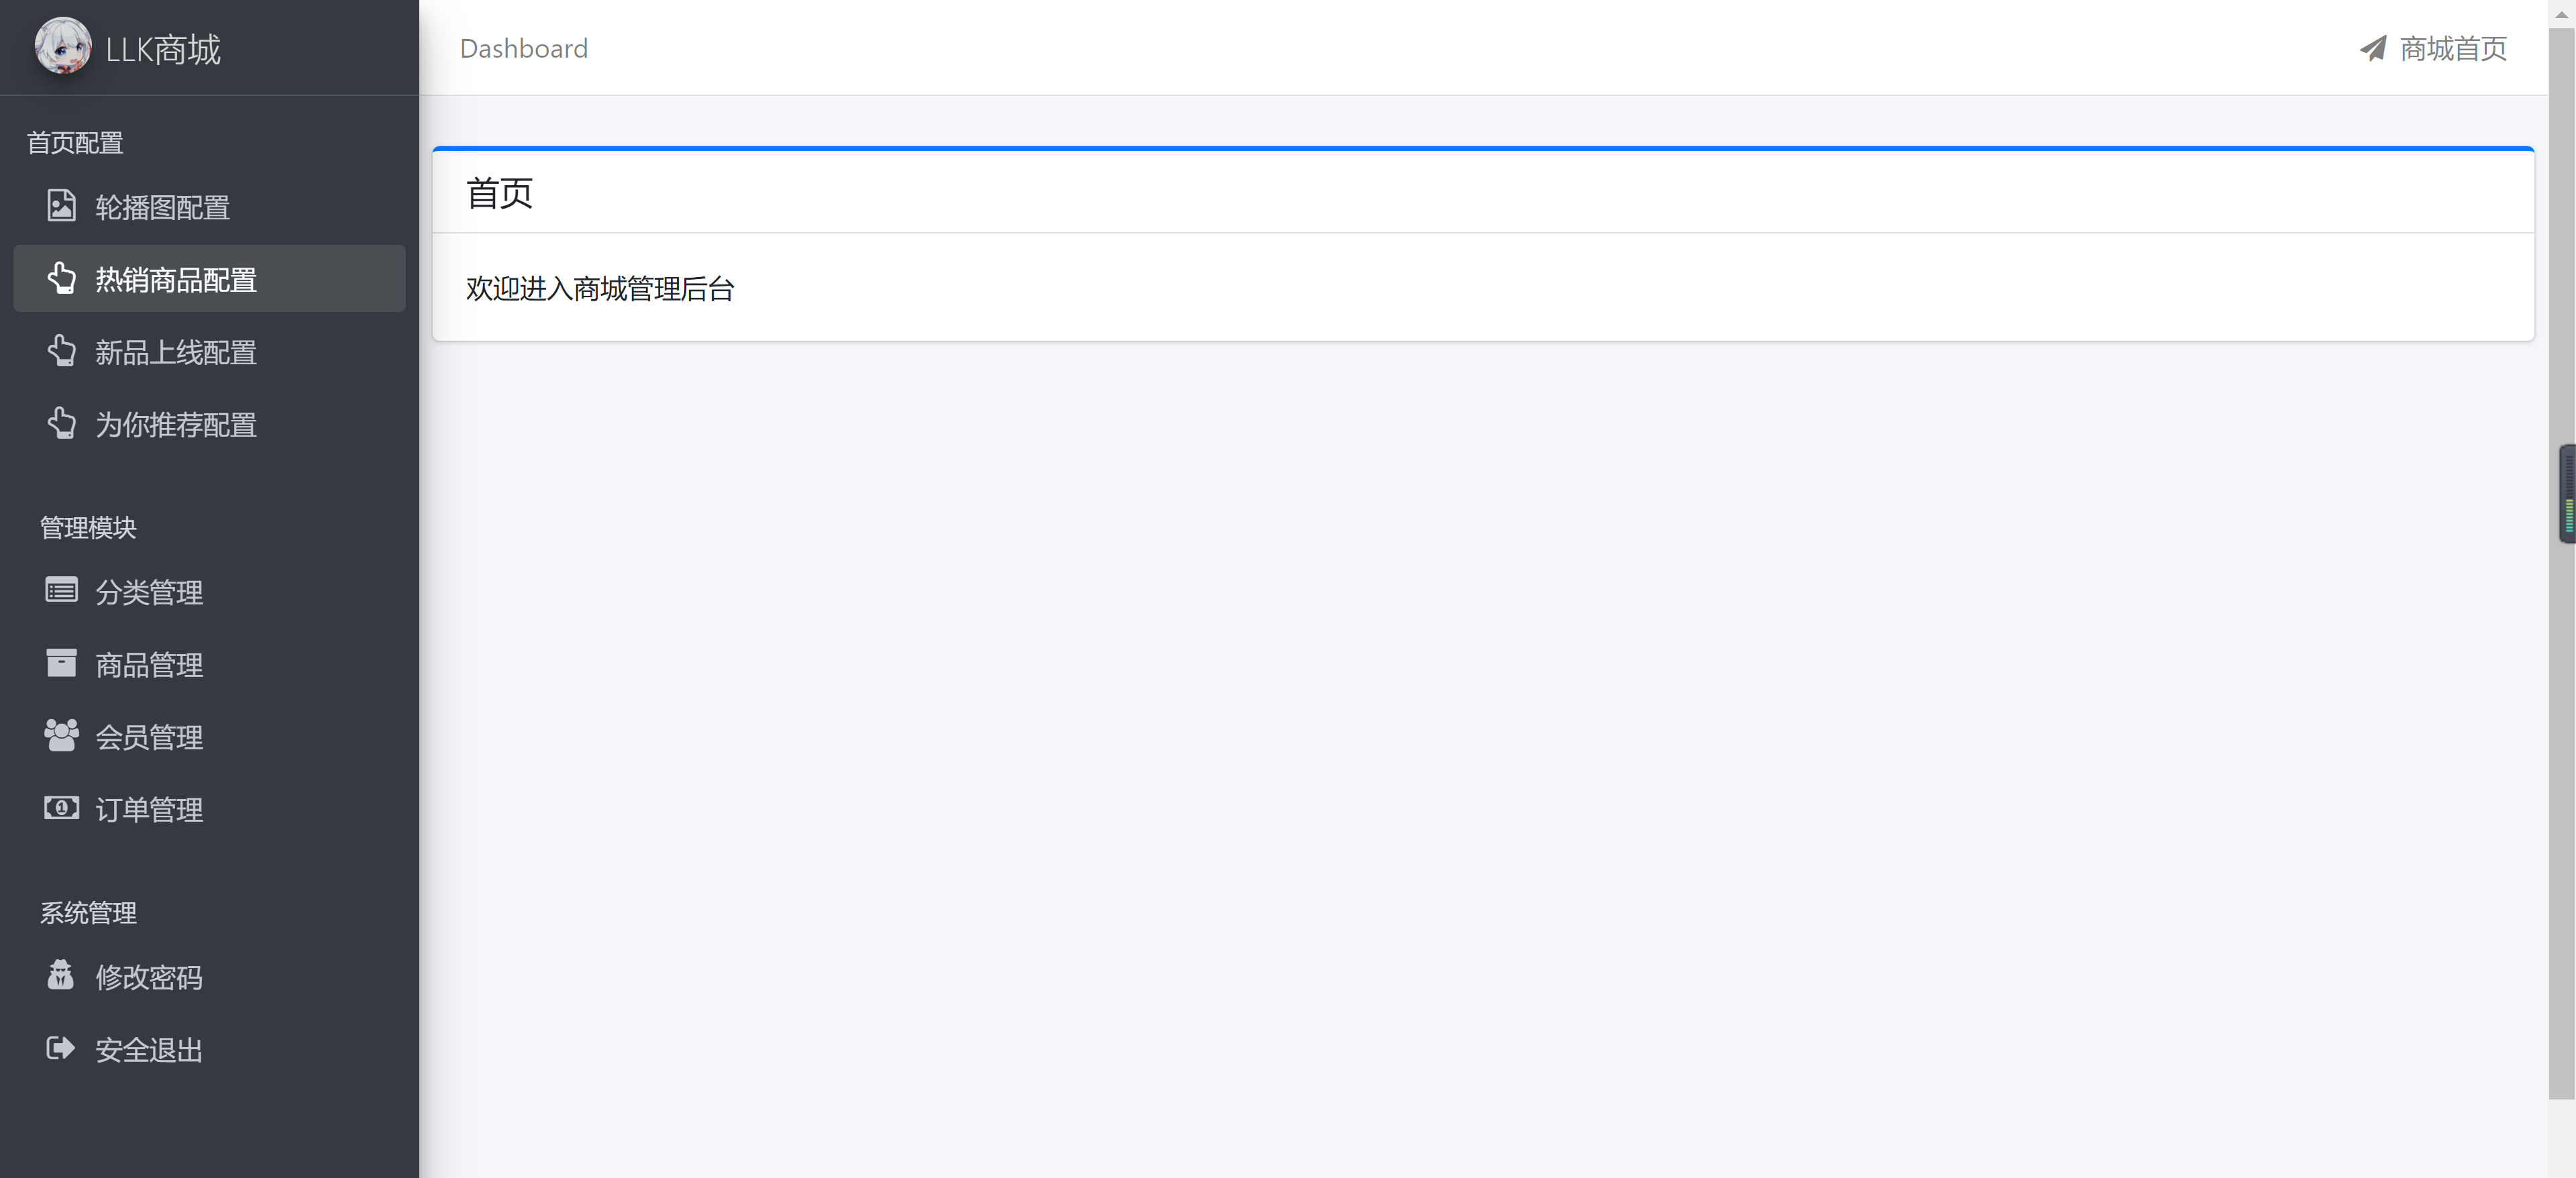 LLK商城
Dashboard
商城首页
首页配置
轮播图配置
热销商品配置
新品上线配置
为你推荐配置
管理模块
分类管理
商品管理
会员管理
订单管理
系统管理
修改密码
安全退出
首页
欢迎进入商城管理后台